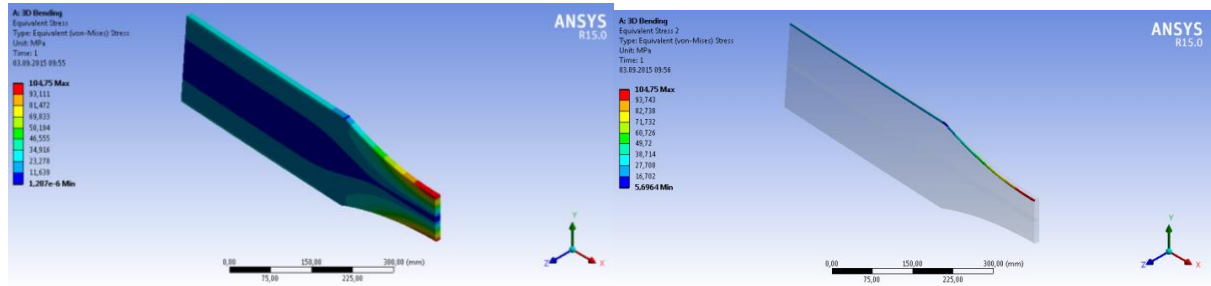 A: 3D Bending
Equivalent Stress
Type: Equivalent (von-Mises) Stress
Unit: MPa
Time: 1
03.09.2015 09:55
104,75 Max
93,111
81,472
69,833
58,194
46,555
34,916
23,278
11,639
1,287e-6 Min
ANSYS
R15.0
0,00
150,00
300,00 (mm)
75,00
225,00
Y
Z
X
A: 3D Bending
Equivalent Stress 2
Type: Equivalent (von-Mises) Stress
Unit: MPa
Time: 1
03.09.2015 09:56
104,75 Max
93,743
82,738
71,732
60,726
49,72
38,714
27,708
16,702
5,6964 Min
ANSYS
R15.0
0,00
150,00
300,00 (mm)
75,00
225,00
Y
Z
X